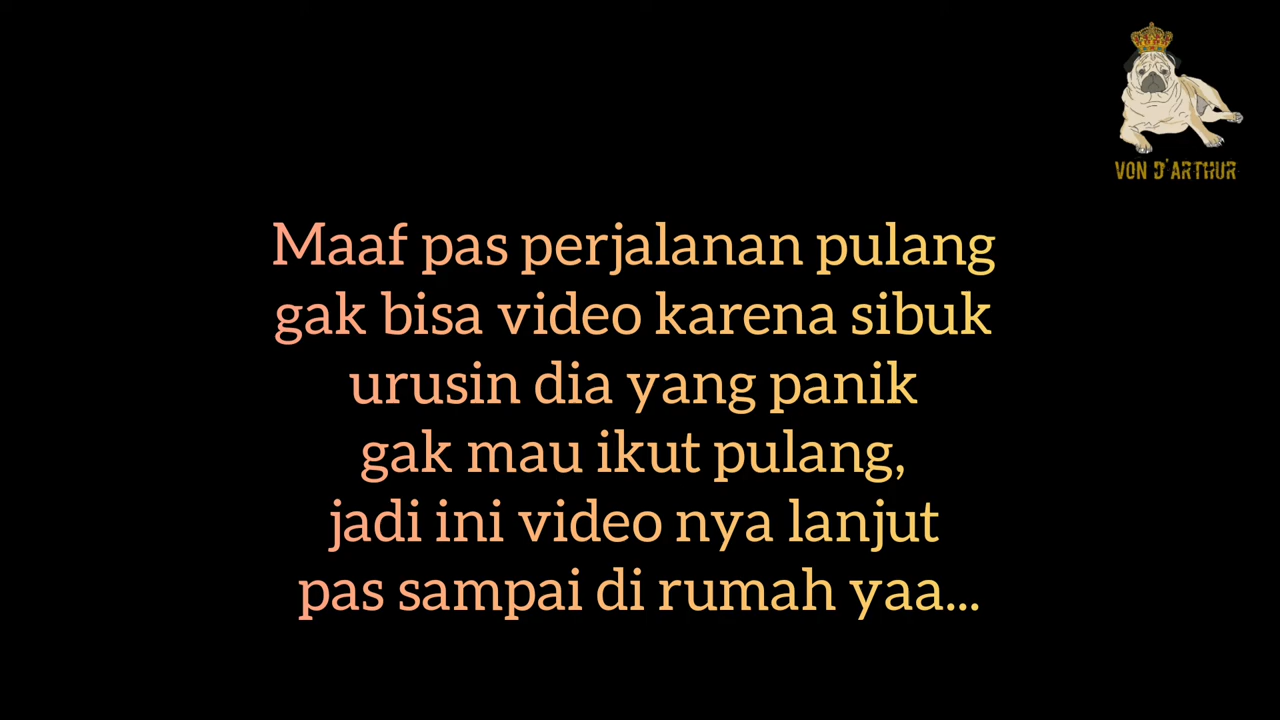 VON D'ARTHUR
Maaf pas perjalanan pulang
gak bisa video karena sibuk
urusin dia yang panik
gak mau ikut pulang,
jadi ini video nya lanjut
pas sampai di rumah yaa...